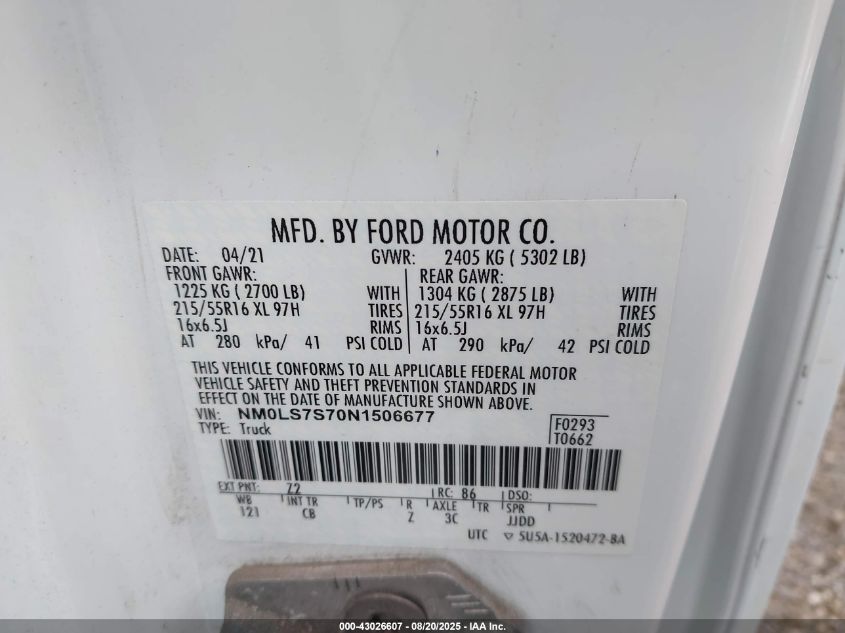 MFD. BY FORD MOTOR CO.
DATE: 04/21 GVWR: 2405 KG ( 5302 LB)
FRONT GAWR: REAR GAWR:
1225 KG ( 2700 LB) WITH 1304 KG ( 2875 LB) WITH
215/55R16 XL 97H TIRES 215/55R16 XL 97H TIRES
16x6.5J RIMS 16x6.5J RIMS
AT 280 kPa/ 41 PSI COLD AT 290 kPa/ 42 PSI COLD
THIS VEHICLE CONFORMS TO ALL APPLICABLE FEDERAL MOTOR
VEHICLE SAFETY AND THEFT PREVENTION STANDARDS IN
EFFECT ON THE DATE OF MANUFACTURE SHOWN ABOVE.
VIN: NM0LS7S70N1506677 F0293
TYPE: Truck T0662
EXT PNT: Z2 RC: 86 DSO:
WB INT TR TP/PS R AXLE TR SPR
121 CB Z 3C JJDD
UTC ▽ 5U5A-1520472-BA
000-43026607 - 08/20/2025 - IAA Inc.